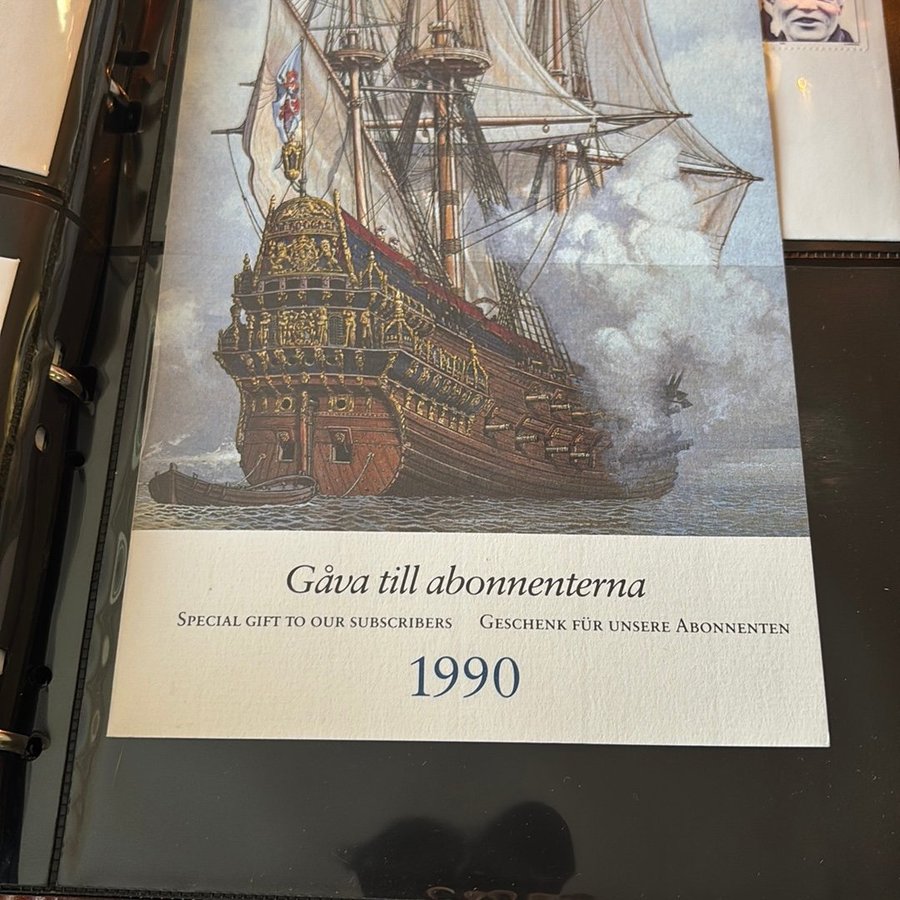 Gåva till abonnenterna
SPECIAL GIFT TO OUR SUBSCRIBERS GESCHENK FÜR UNSERE ABONNENTEN
1990